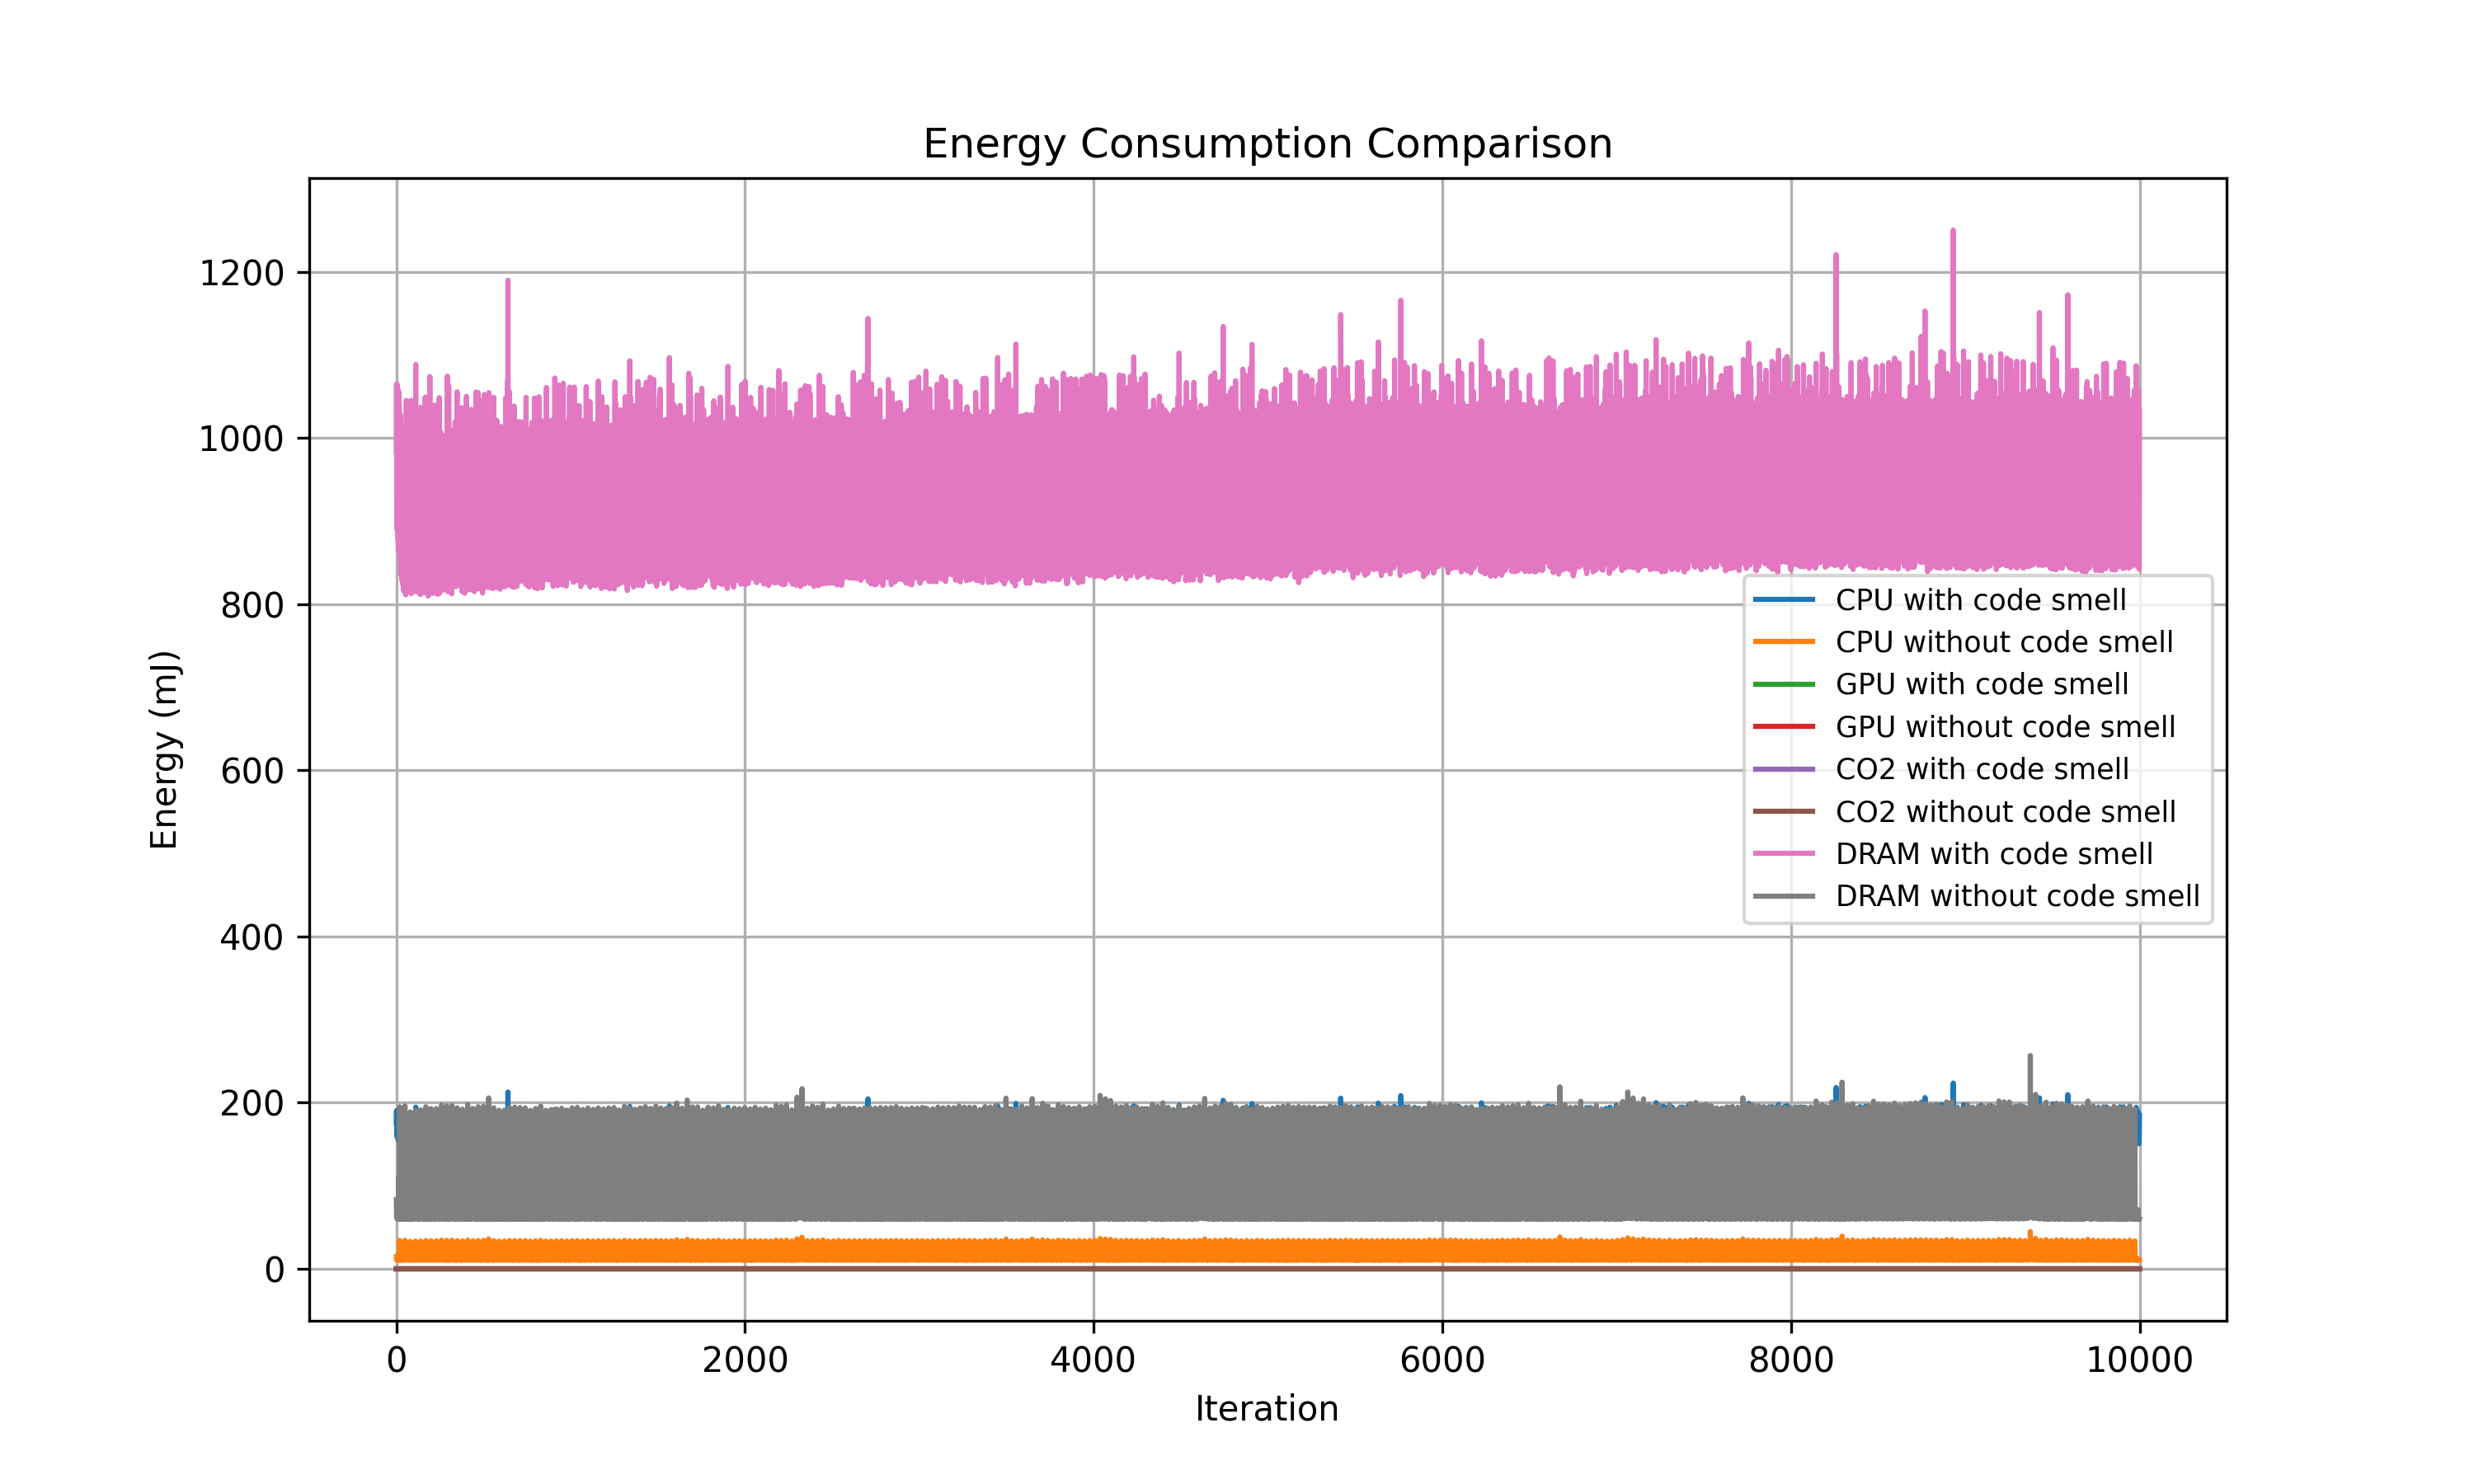 Energy Consumption Comparison
Energy (mJ)
1200
1000
800
600
400
200
0
CPU with code smell
CPU without code smell
GPU with code smell
GPU without code smell
CO2 with code smell
CO2 without code smell
DRAM with code smell
DRAM without code smell
0 2000 4000 6000 8000 10000
Iteration